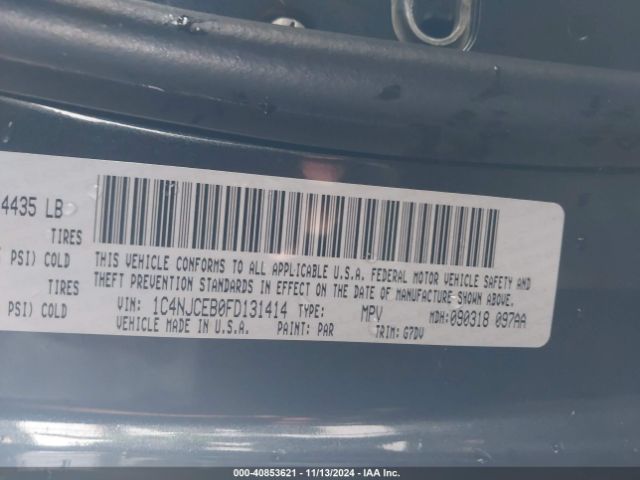 4435 LB
TIRES
PSI) COLD
TIRES
PSI) COLD
THIS VEHICLE CONFORMS TO ALL APPLICABLE U.S.A. FEDERAL MOTOR VEHICLE SAFETY AND
THEFT PREVENTION STANDARDS IN EFFECT ON THE DATE OF MANUFACTURE SHOWN ABOVE.
VIN: 1C4NJCEB0FD131414 TYPE: MPV MDH:090318 097AA
VEHICLE MADE IN U.S.A. PAINT: PAR TRIM: G7DV
000-40853621 - 11/13/2024 - IAA Inc.